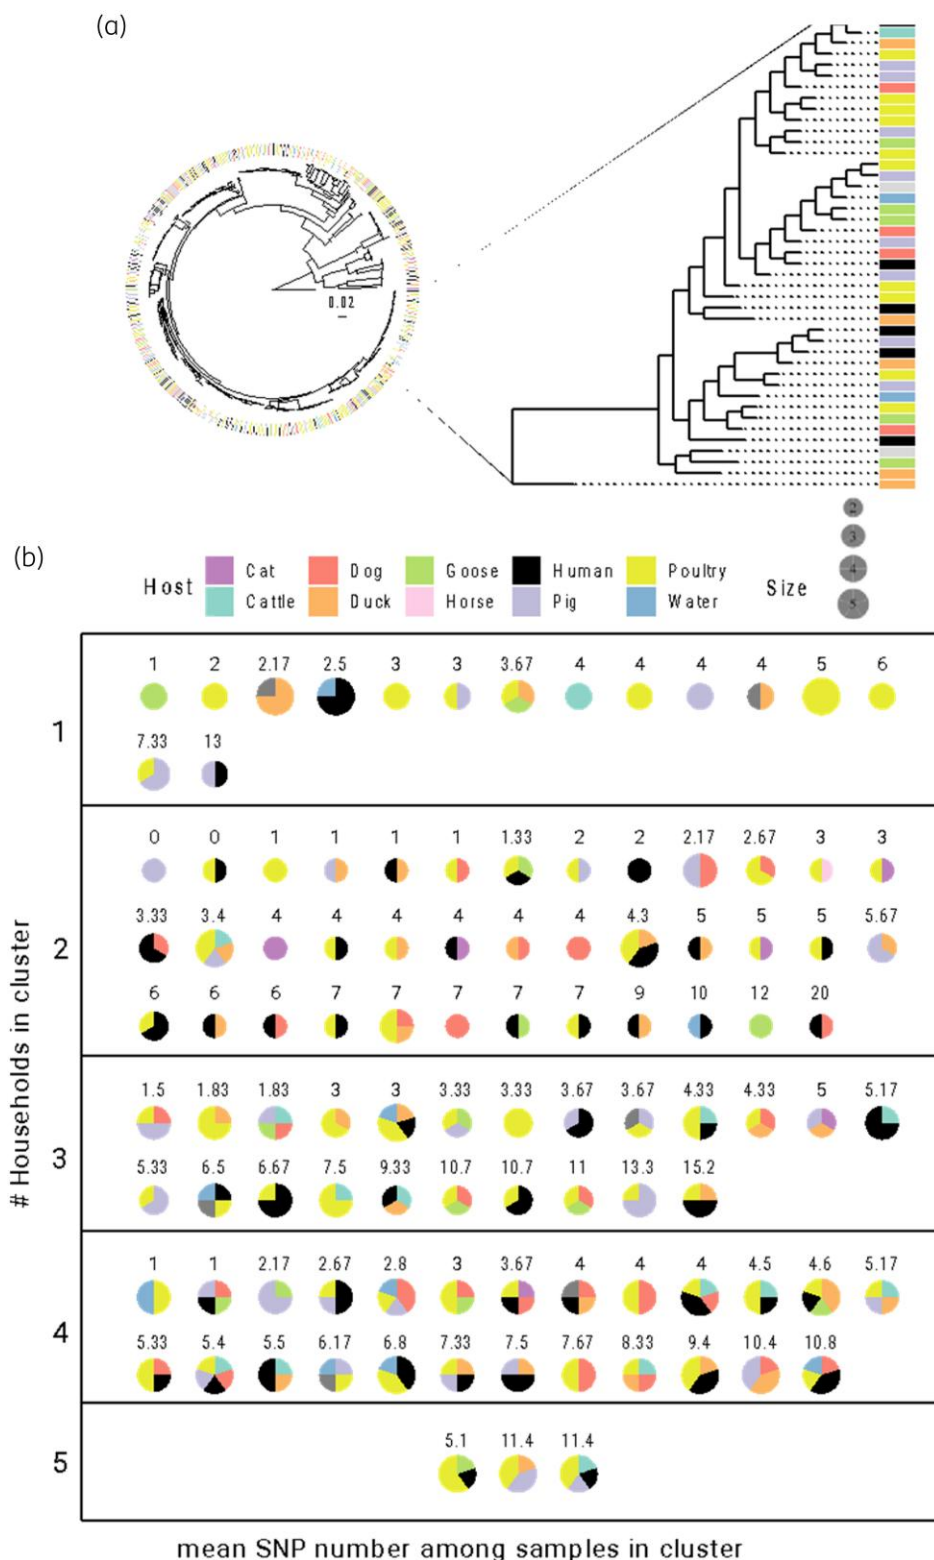 (a)
0.02
2
3
4
5
(b)
Host Cat Dog Goose Human Poultry Size
Cattle Duck Horse Pig Water
1 2 2.17 2.5 3 3 3.67 4 4 4 4 5 6
1
7.33 13
0 0 1 1 1 1 1.33 2 2 2.17 2.67 3 3
3.33 3.4 4 4 4 4 4 4 4.3 5 5 5 5.67
2
6 6 6 7 7 7 7 7 9 10 12 20
1.5 1.83 1.83 3 3 3.33 3.33 3.67 3.67 4.33 4.33 5 5.17
3
5.33 6.5 6.67 7.5 9.33 10.7 10.7 11 13.3 15.2
1 1 2.17 2.67 2.8 3 3.67 4 4 4 4.5 4.6 5.17
4
5.33 5.4 5.5 6.17 6.8 7.33 7.5 7.67 8.33 9.4 10.4 10.8
5.1 11.4 11.4
5
# Households in cluster
mean SNP number among samples in cluster